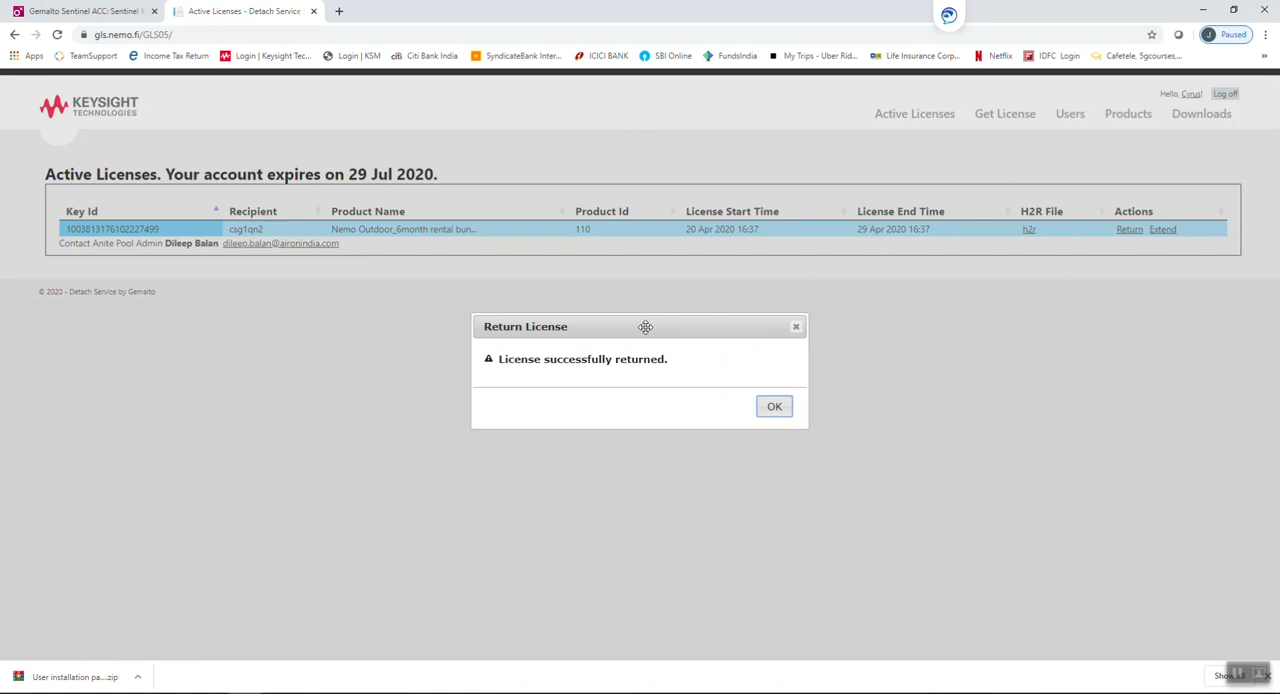 Gemalto Sentinel ACC: Sentinel K
Active Licenses - Detach Service
gls.nemo.fi/GLS05/
J Paused
Apps TeamSupport Income Tax Return Login | Keysight Tec... Login | KSM citi Citi Bank India SyndicateBank Inter... ICICI BANK SBI Online FundsIndia My Trips - Uber Rid... Life Insurance Corp... Netflix IDFC Login Cafetele, 5gcourses,... »
KEYSIGHT
TECHNOLOGIES
Hello, Cyrus! Log off
Active Licenses Get License Users Products Downloads
Active Licenses. Your account expires on 29 Jul 2020.
Key Id Recipient Product Name Product Id License Start Time License End Time H2R File Actions
1003813176102227499 csg1qn2 Nemo Outdoor_6month rental bun... 110 20 Apr 2020 16:37 29 Apr 2020 16:37 h2r Return Extend
Contact Anite Pool Admin Dileep Balan dileep.balan@aironindia.com
© 2020 - Detach Service by Gemalto
Return License
License successfully returned.
OK
User installation pa....zip